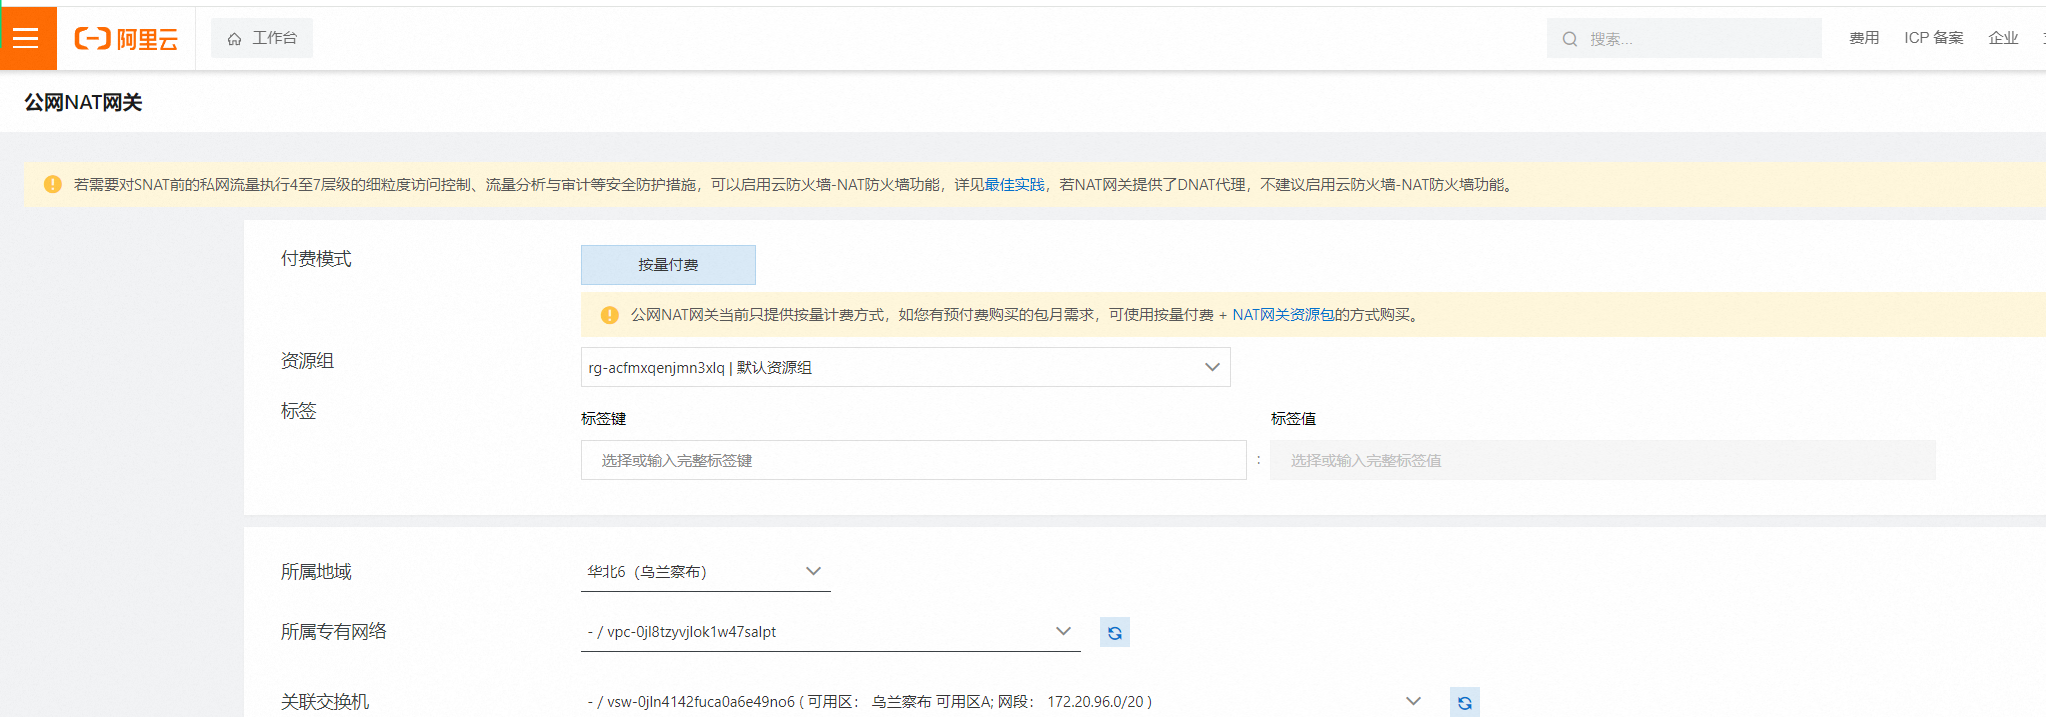 阿里云 工作台 搜索... 费用 ICP 备案 企业
公网NAT网关
若需要对SNAT前的私网流量执行4至7层级的细粒度访问控制、流量分析与审计等安全防护措施，可以启用云防火墙-NAT防火墙功能，详见最佳实践，若NAT网关提供了DNAT代理，不建议启用云防火墙-NAT防火墙功能。
付费模式 按量付费
公网NAT网关当前只提供按量计费方式，如您有预付费购买的包月需求，可使用按量付费 + NAT网关资源包的方式购买。
资源组 rg-acfmxqenjmn3xlq | 默认资源组
标签 标签键 标签值
选择或输入完整标签键 : 选择或输入完整标签值
所属地域 华北6（乌兰察布）
所属专有网络 - / vpc-0jl8tzyvjlok1w47salpt
关联交换机 - / vsw-0jln4142fuca0a6e49no6 ( 可用区： 乌兰察布 可用区A; 网段： 172.20.96.0/20 )